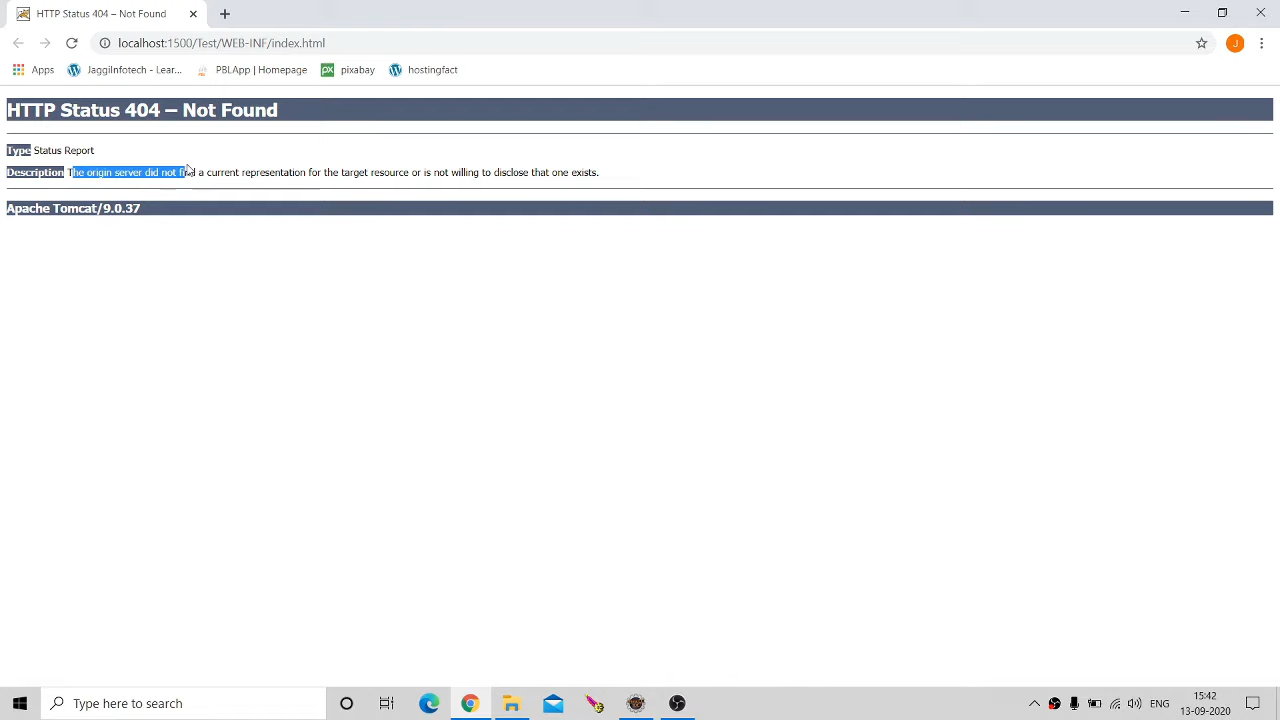 HTTP Status 404 – Not Found
localhost:1500/Test/WEB-INF/index.html
J
Apps
JaggiInfotech - Lear...
PBLApp | Homepage
px pixabay
hostingfact
HTTP Status 404 – Not Found
Type Status Report
Description The origin server did not find a current representation for the target resource or is not willing to disclose that one exists.
Apache Tomcat/9.0.37
Type here to search
ENG
15:42
13-09-2020